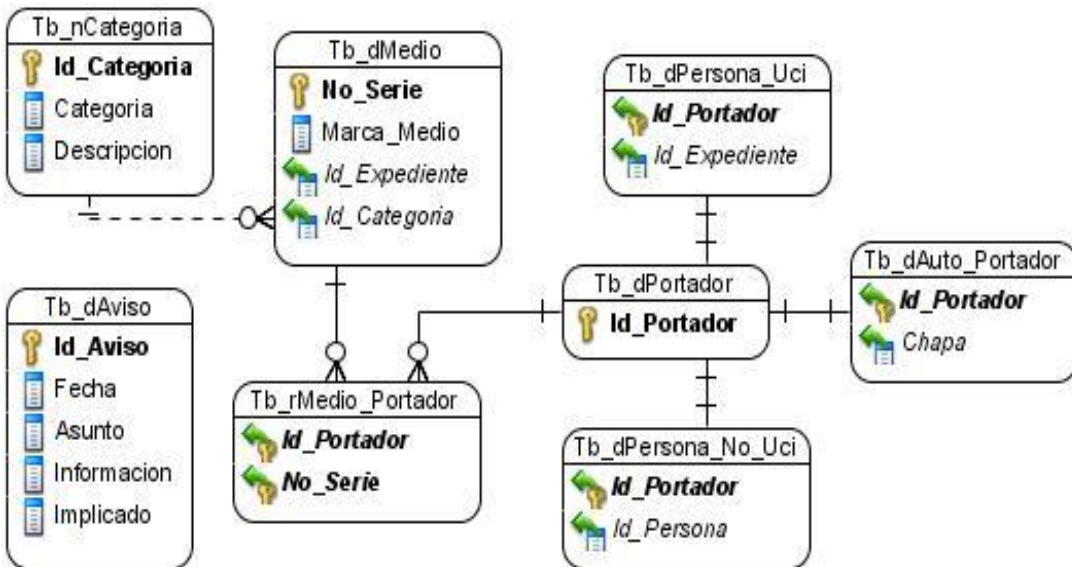 Tb_nCategoria
Id_Categoria
Categoria
Descripcion
Tb_dMedio
No_Serie
Marca_Medio
Id_Expediente
Id_Categoria
Tb_dPersona_Uci
Id_Portador
Id_Expediente
Tb_dAuto_Portador
Id_Portador
Chapa
Tb_dPortador
Id_Portador
Tb_dAviso
Id_Aviso
Fecha
Asunto
Informacion
Implicado
Tb_rMedio_Portador
Id_Portador
No_Serie
Tb_dPersona_No_Uci
Id_Portador
Id_Persona